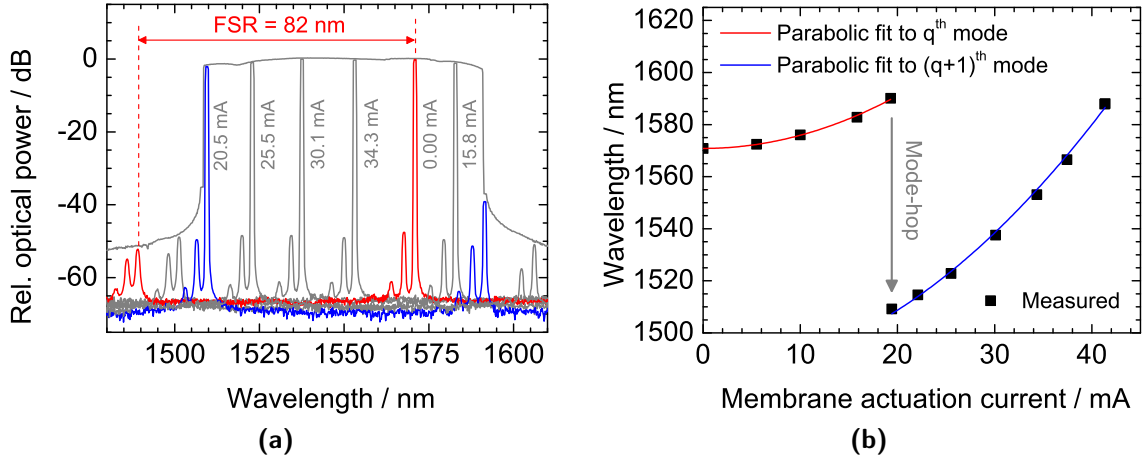 FSR = 82 nm
0
-20
-40
-60
Rel. optical power / dB
20.5 mA
25.5 mA
30.1 mA
34.3 mA
0.00 mA
15.8 mA
1500
1525
1550
1575
1600
Wavelength / nm
(a)
1620
1600
1580
1560
1540
1520
1500
Wavelength / nm
Parabolic fit to qth mode
Parabolic fit to (q+1)th mode
Mode-hop
Measured
0
10
20
30
40
Membrane actuation current / mA
(b)